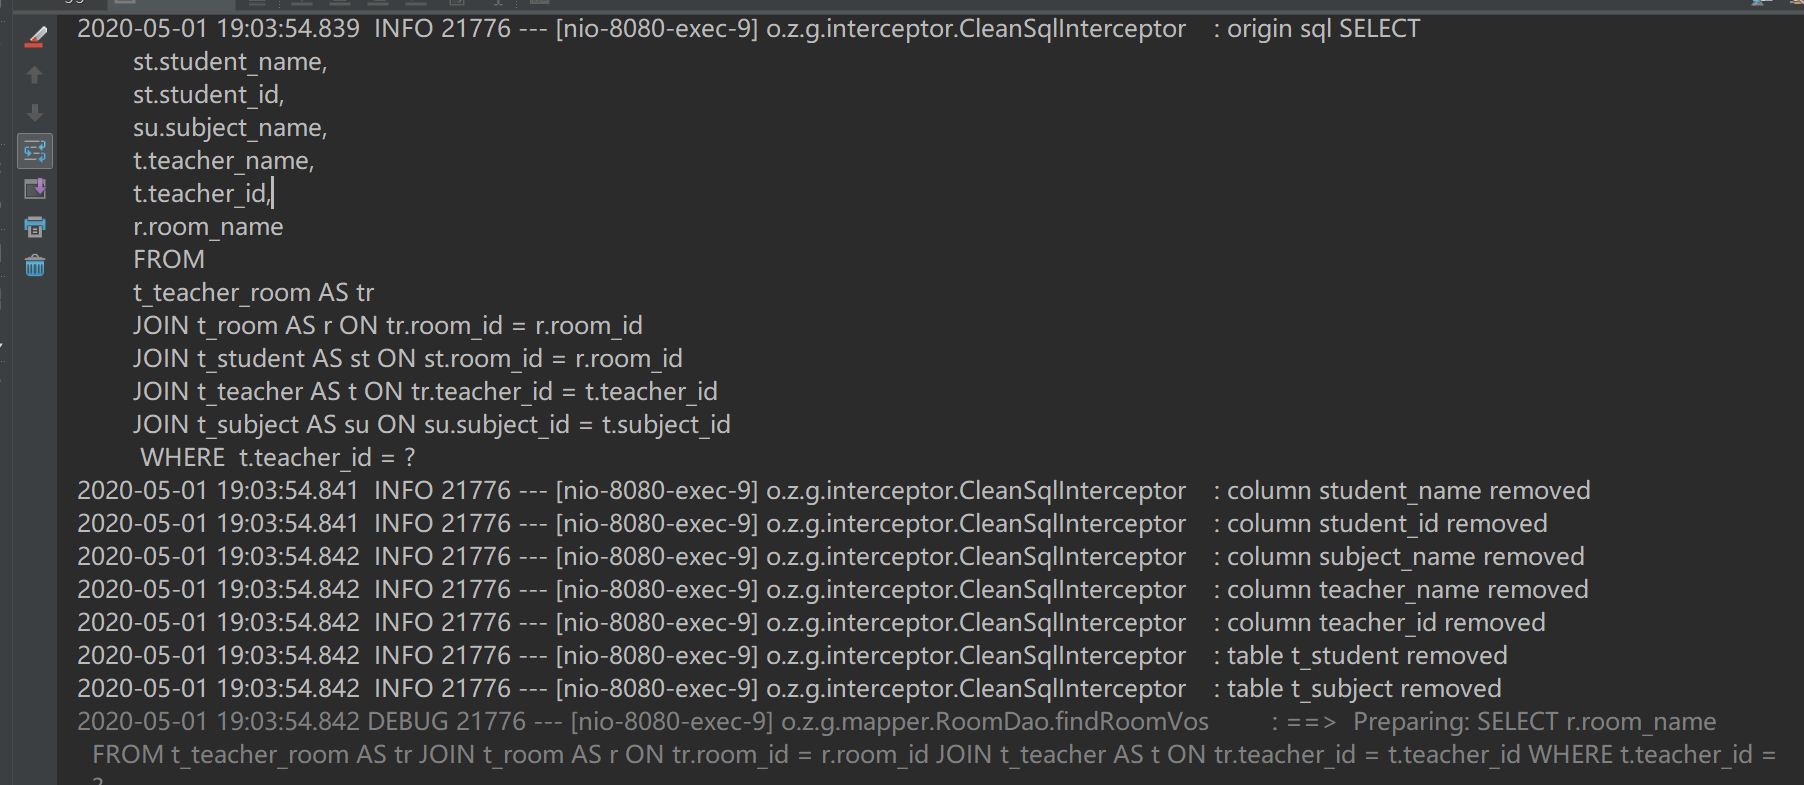 2020-05-01 19:03:54.839  INFO 21776 --- [nio-8080-exec-9] o.z.g.interceptor.CleanSqlInterceptor    : origin sql SELECT
st.student_name,
st.student_id,
su.subject_name,
t.teacher_name,
t.teacher_id,
r.room_name
FROM
t_teacher_room AS tr
JOIN t_room AS r ON tr.room_id = r.room_id
JOIN t_student AS st ON st.room_id = r.room_id
JOIN t_teacher AS t ON tr.teacher_id = t.teacher_id
JOIN t_subject AS su ON su.subject_id = t.subject_id
WHERE  t.teacher_id = ?
2020-05-01 19:03:54.841  INFO 21776 --- [nio-8080-exec-9] o.z.g.interceptor.CleanSqlInterceptor    : column student_name removed
2020-05-01 19:03:54.841  INFO 21776 --- [nio-8080-exec-9] o.z.g.interceptor.CleanSqlInterceptor    : column student_id removed
2020-05-01 19:03:54.842  INFO 21776 --- [nio-8080-exec-9] o.z.g.interceptor.CleanSqlInterceptor    : column subject_name removed
2020-05-01 19:03:54.842  INFO 21776 --- [nio-8080-exec-9] o.z.g.interceptor.CleanSqlInterceptor    : column teacher_name removed
2020-05-01 19:03:54.842  INFO 21776 --- [nio-8080-exec-9] o.z.g.interceptor.CleanSqlInterceptor    : column teacher_id removed
2020-05-01 19:03:54.842  INFO 21776 --- [nio-8080-exec-9] o.z.g.interceptor.CleanSqlInterceptor    : table t_student removed
2020-05-01 19:03:54.842  INFO 21776 --- [nio-8080-exec-9] o.z.g.interceptor.CleanSqlInterceptor    : table t_subject removed
2020-05-01 19:03:54.842 DEBUG 21776 --- [nio-8080-exec-9] o.z.g.mapper.RoomDao.findRoomVos         : ==>  Preparing: SELECT r.room_name
FROM t_teacher_room AS tr JOIN t_room AS r ON tr.room_id = r.room_id JOIN t_teacher AS t ON tr.teacher_id = t.teacher_id WHERE t.teacher_id =
?